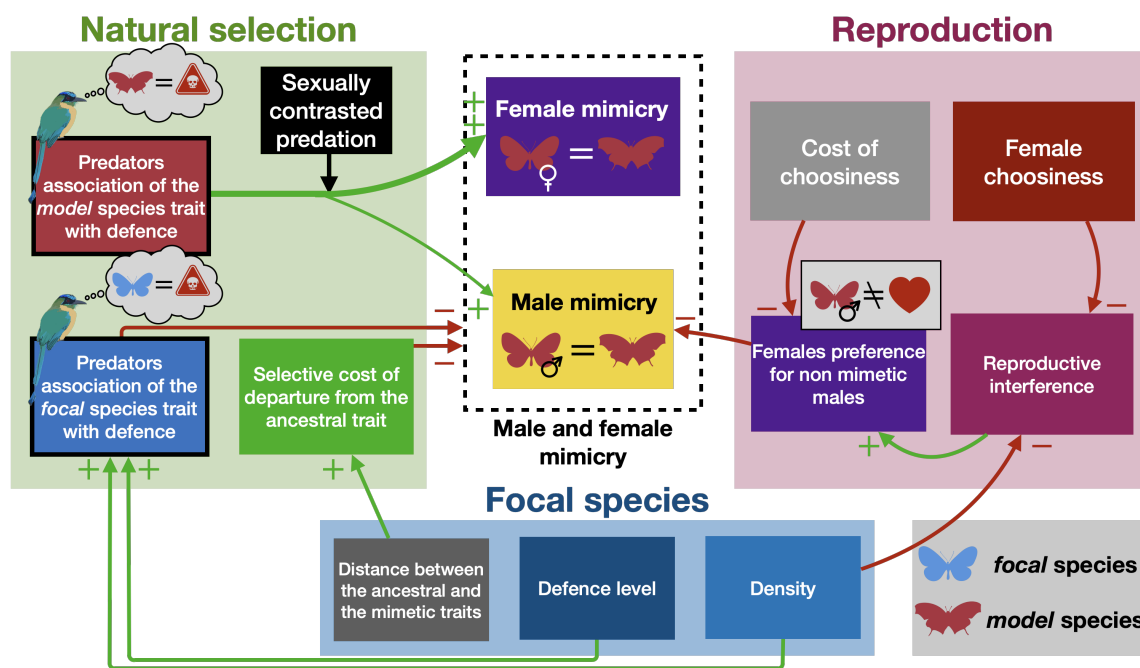 Natural selection
Reproduction
=
Sexually
contrasted
predation
Predators
association of the
model species trait
with defence
=
Predators
association of the
focal species trait
with defence
Selective cost of
departure from the
ancestral trait
+
+
Female mimicry
♀ =
+
Male mimicry
♂ =
−
−
−
Male and female
mimicry
Cost of
choosiness
Female
choosiness
♂ ≠
−
−
Females preference
for non mimetic
males
Reproductive
interference
+
−
+
+
+
Focal species
Distance between
the ancestral and
the mimetic traits
Defence level
Density
focal species
model species